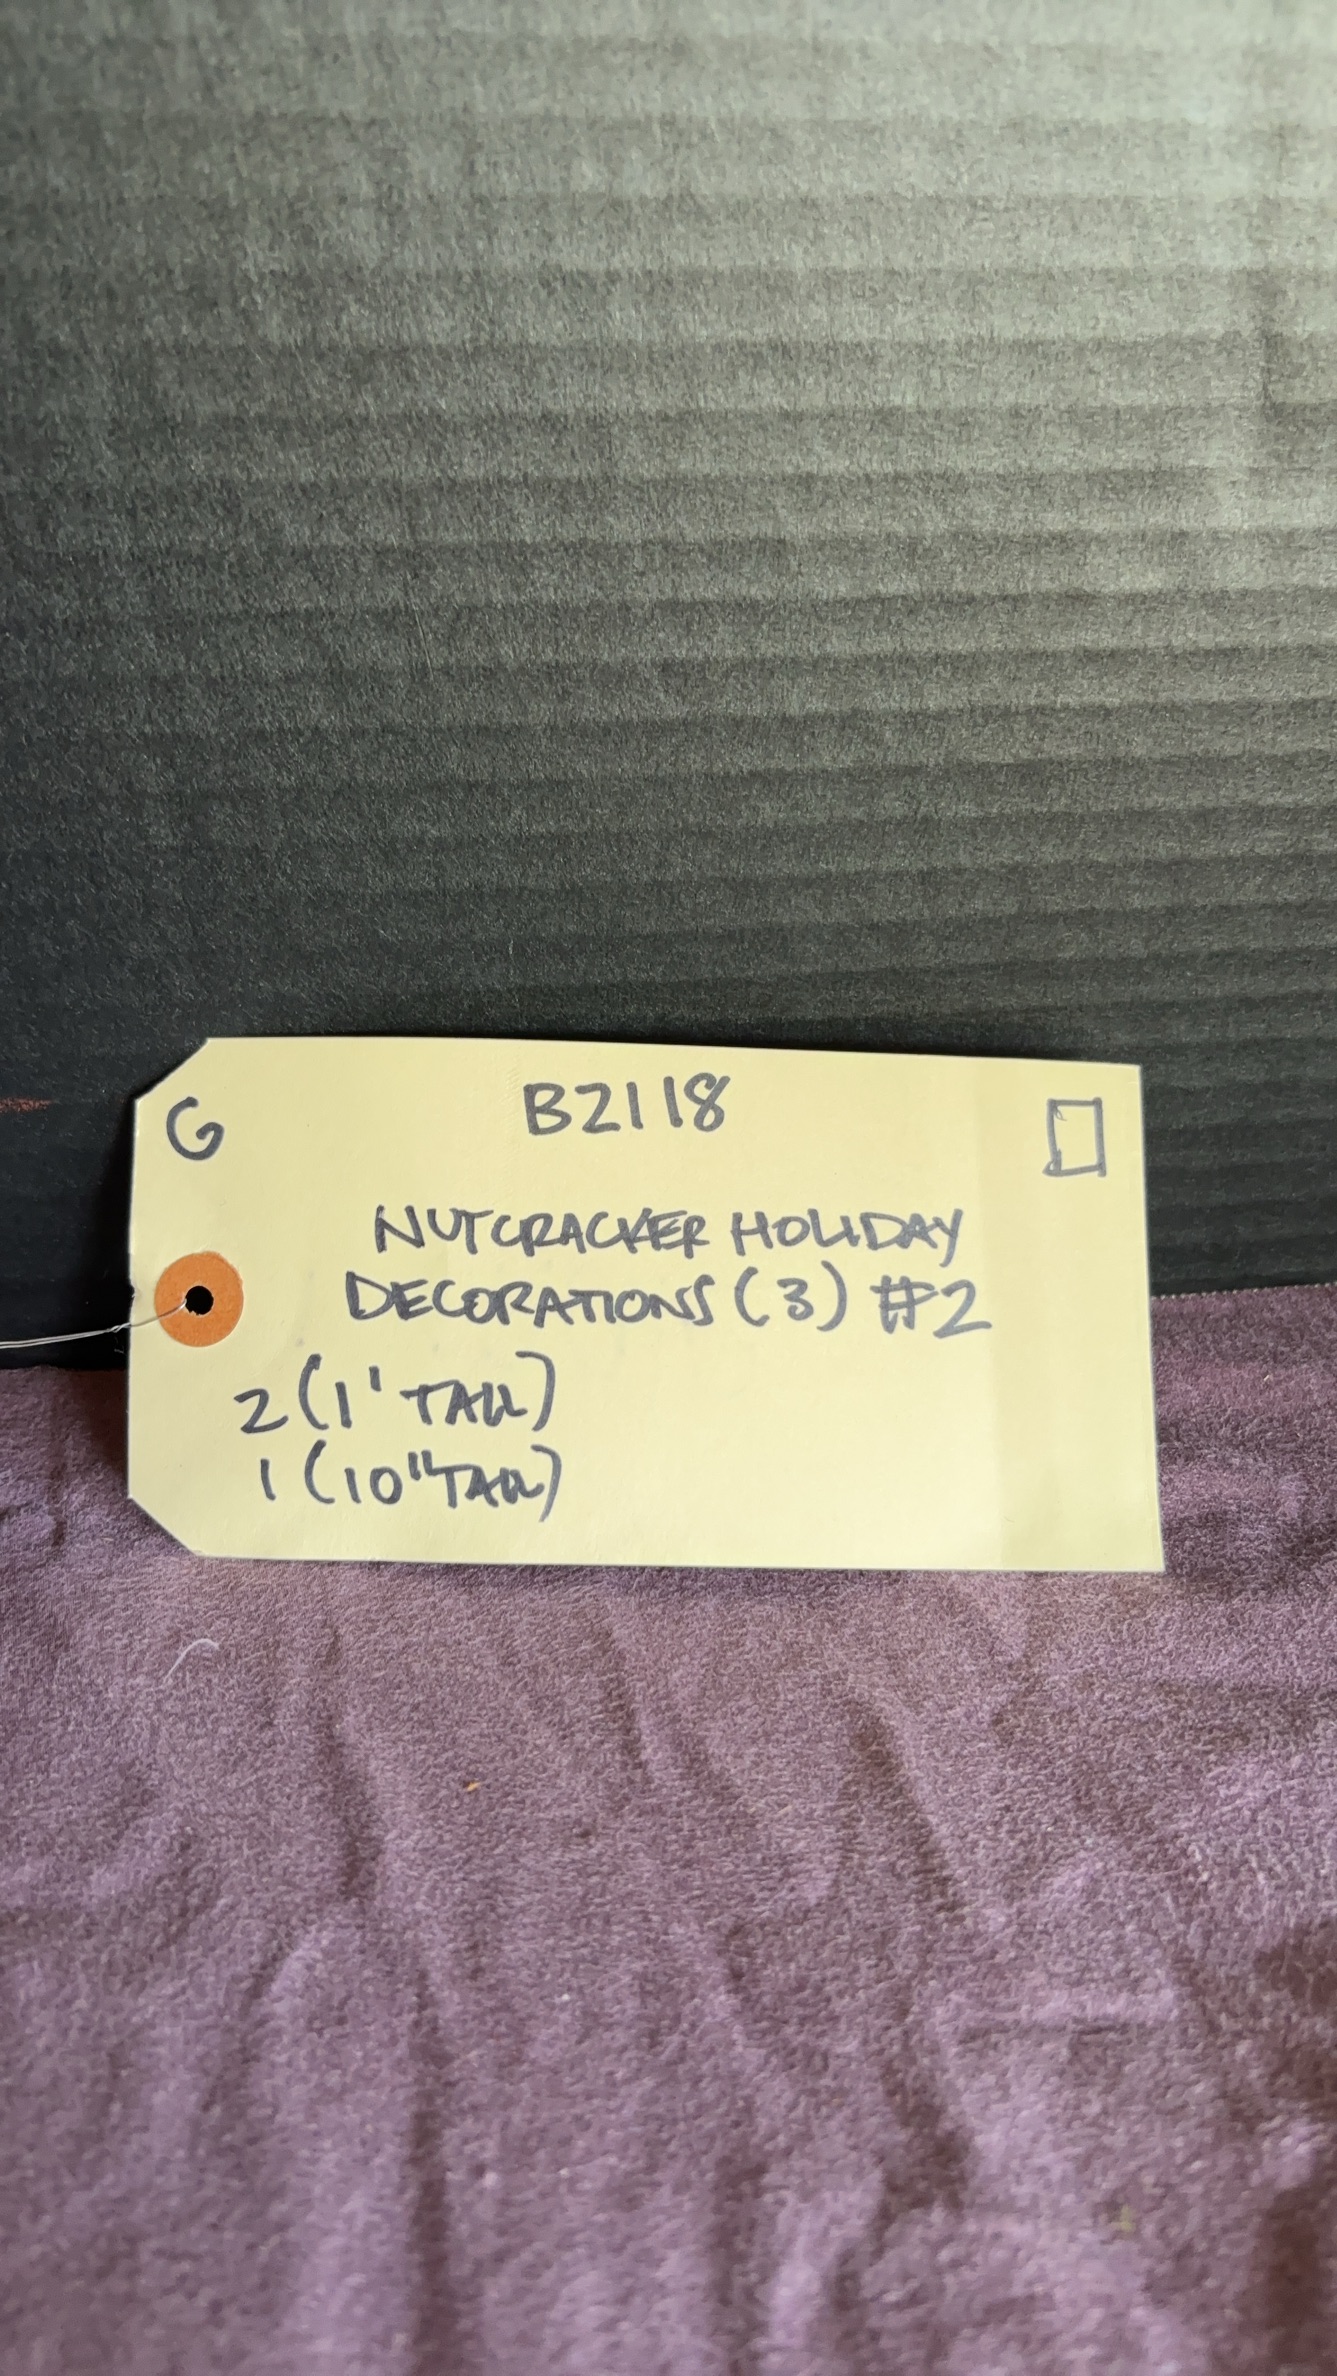 G B2118
NUTCRACKER HOLIDAY
DECORATIONS (3) #2
2 (1' TALL)
1 (10" TALL)